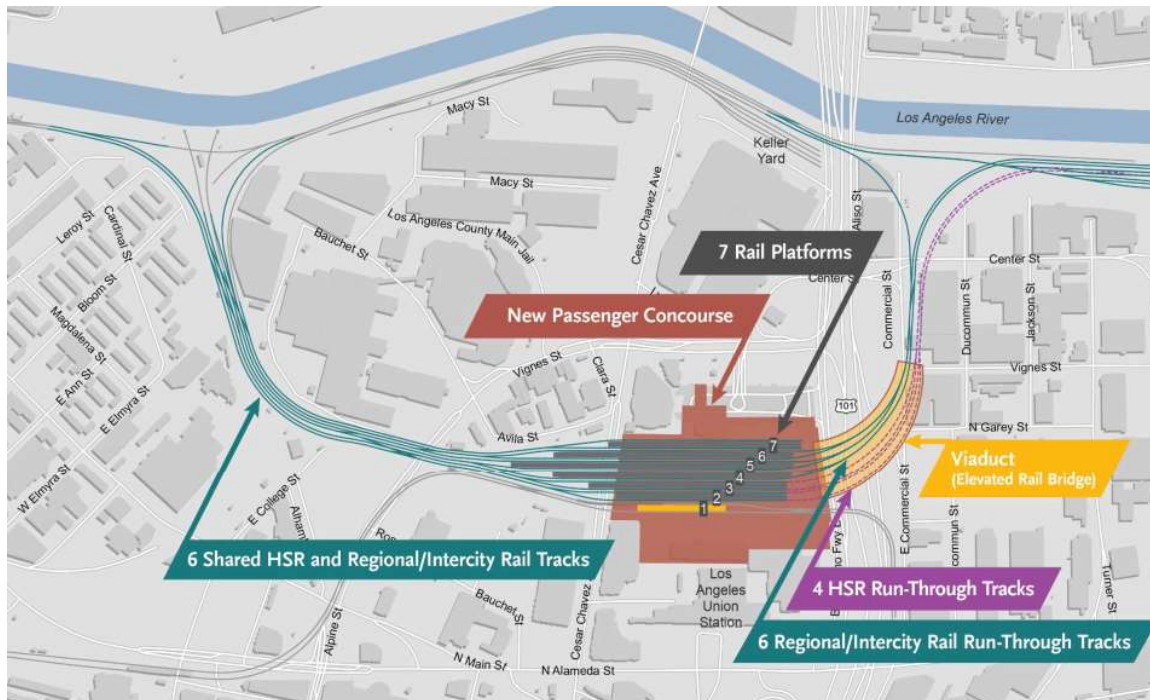 Los Angeles River
Macy St
Keller
Yard
Macy St
Cesar Chavez Ave
Aliso St
Leroy St
Cardinal St
Bauchet St
Los Angeles County Main Jail
7 Rail Platforms
Center St
Center St
Bloom St
Magdalena St
New Passenger Concourse
Commercial St
Ducommun St
Jackson St
E Ann St
E Elmyra St
Vignes St
Clara St
Vignes St
101
Avila St
N Garey St
7
6
5
4
3
2
1
Viaduct
(Elevated Rail Bridge)
W Elmyra St
E College St
E Commercial St
6 Shared HSR and Regional/Intercity Rail Tracks
Los
Angeles
Union
Station
4 HSR Run-Through Tracks
Turner St
Alpine St
Bauchet St
Cesar Chavez
6 Regional/Intercity Rail Run-Through Tracks
N Main St
N Alameda St